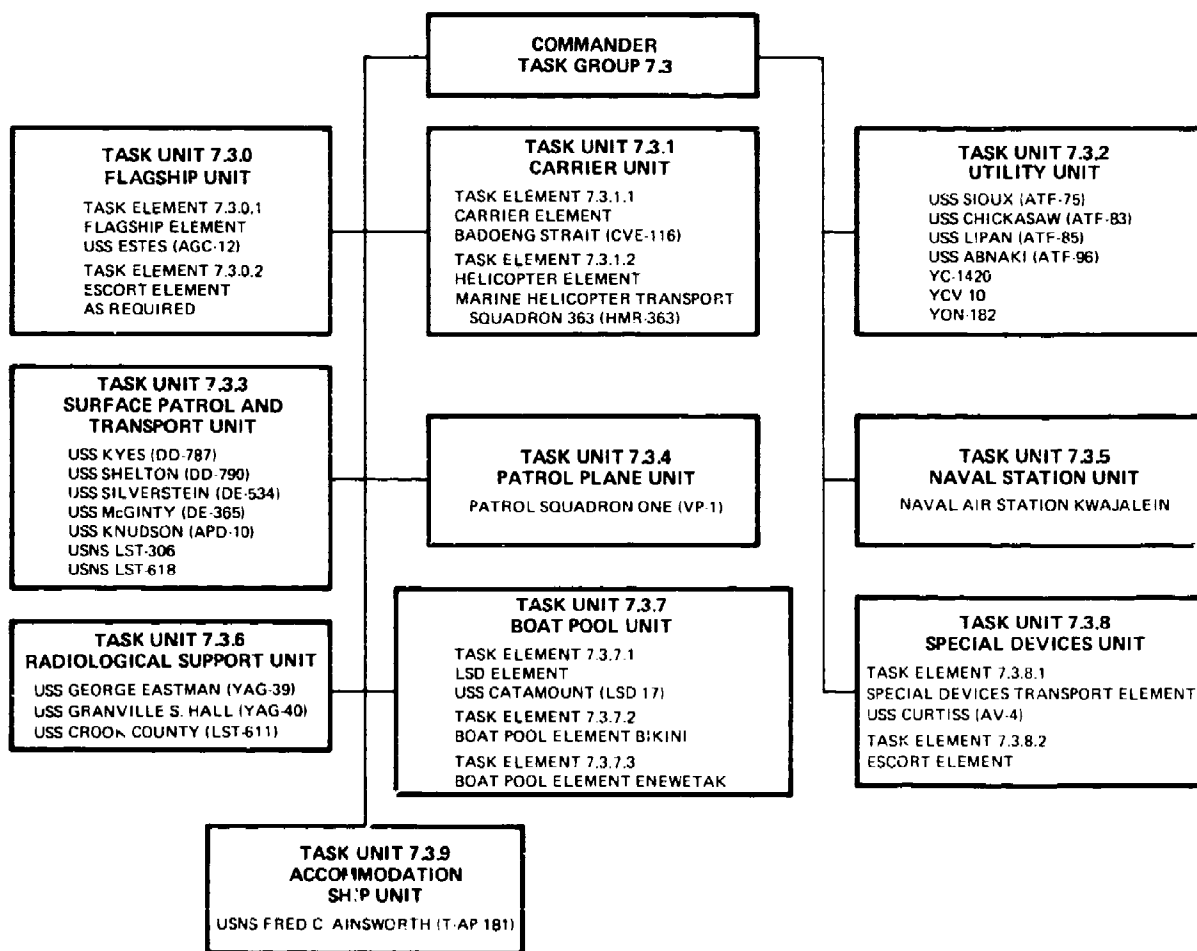 COMMANDER
TASK GROUP 7.3
TASK UNIT 7.3.0
FLAGSHIP UNIT
TASK ELEMENT 7.3.0.1
FLAGSHIP ELEMENT
USS ESTES (AGC-12)
TASK ELEMENT 7.3.0.2
ESCORT ELEMENT
AS REQUIRED
TASK UNIT 7.3.1
CARRIER UNIT
TASK ELEMENT 7.3.1.1
CARRIER ELEMENT
BADOENG STRAIT (CVE-116)
TASK ELEMENT 7.3.1.2
HELICOPTER ELEMENT
MARINE HELICOPTER TRANSPORT
SQUADRON 363 (HMR-363)
TASK UNIT 7.3.2
UTILITY UNIT
USS SIOUX (ATF-75)
USS CHICKASAW (ATF-83)
USS LIPAN (ATF-85)
USS ABNAKI (ATF-96)
YC-1420
YCV 10
YON-182
TASK UNIT 7.3.3
SURFACE PATROL AND
TRANSPORT UNIT
USS KYES (DD-787)
USS SHELTON (DD-790)
USS SILVERSTEIN (DE-534)
USS McGINTY (DE-365)
USS KNUDSON (APD-10)
USNS LST-306
USNS LST-618
TASK UNIT 7.3.4
PATROL PLANE UNIT
PATROL SQUADRON ONE (VP-1)
TASK UNIT 7.3.5
NAVAL STATION UNIT
NAVAL AIR STATION KWAJALEIN
TASK UNIT 7.3.6
RADIOLOGICAL SUPPORT UNIT
USS GEORGE EASTMAN (YAG-39)
USS GRANVILLE S. HALL (YAG-40)
USS CROOK COUNTY (LST-611)
TASK UNIT 7.3.7
BOAT POOL UNIT
TASK ELEMENT 7.3.7.1
LSD ELEMENT
USS CATAMOUNT (LSD 17)
TASK ELEMENT 7.3.7.2
BOAT POOL ELEMENT BIKINI
TASK ELEMENT 7.3.7.3
BOAT POOL ELEMENT ENEWETAK
TASK UNIT 7.3.8
SPECIAL DEVICES UNIT
TASK ELEMENT 7.3.8.1
SPECIAL DEVICES TRANSPORT ELEMENT
USS CURTISS (AV-4)
TASK ELEMENT 7.3.8.2
ESCORT ELEMENT
TASK UNIT 7.3.9
ACCOMMODATION
SHIP UNIT
USNS FRED C AINSWORTH (T-AP 181)